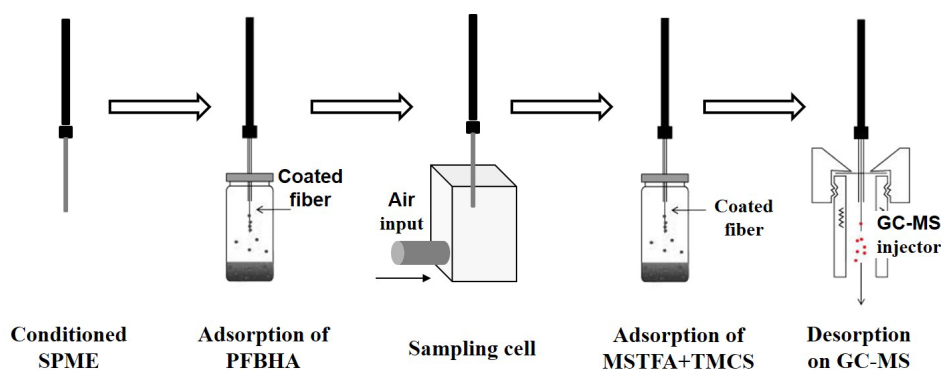 Coated
fiber
Air
input
Coated
fiber
GC-MS
injector
Conditioned
SPME
Adsorption of
PFBHA
Sampling cell
Adsorption of
MSTFA+TMCS
Desorption
on GC-MS